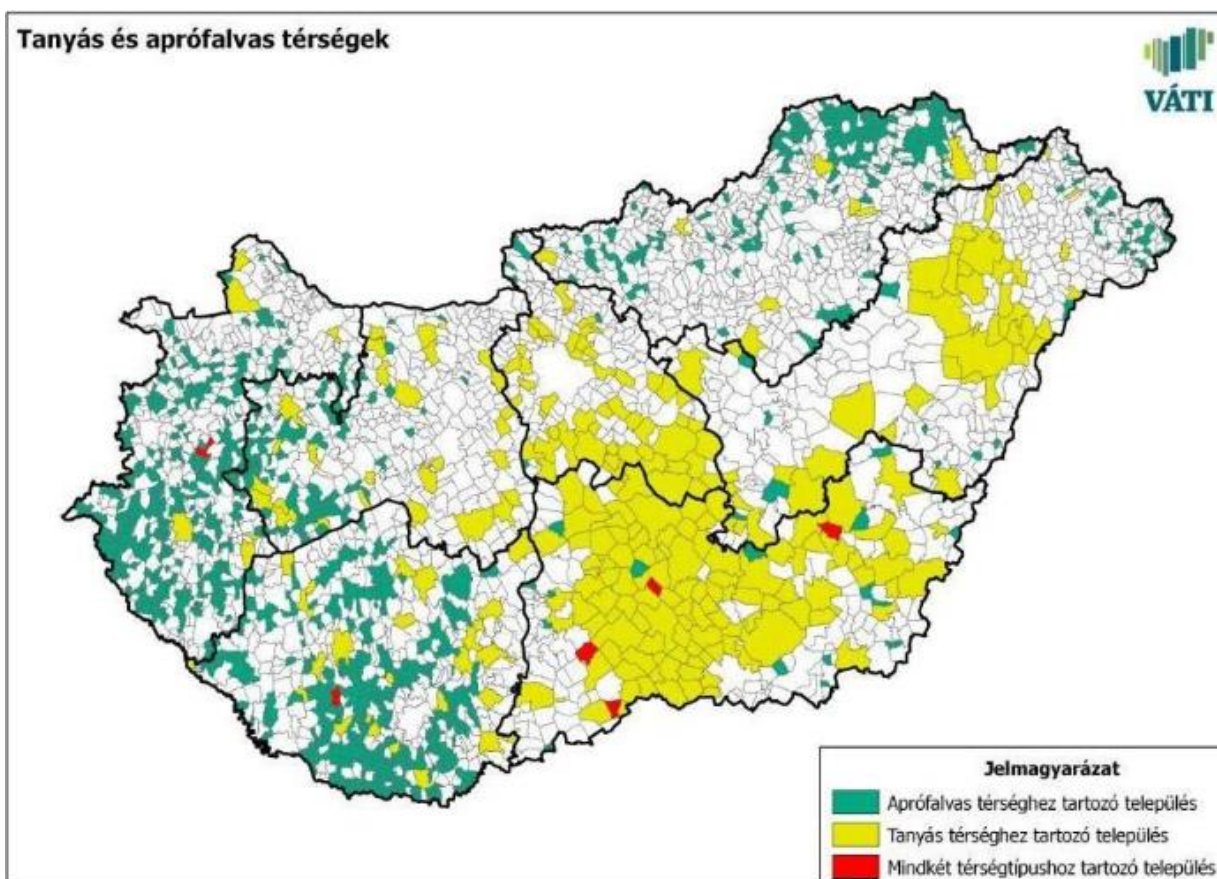 Tanyás és aprófalvas térségek
VÁTI
Jelmagyarázat
Aprófalvas térséghez tartozó település
Tanyás térséghez tartozó település
Mindkét térségtípushoz tartozó település